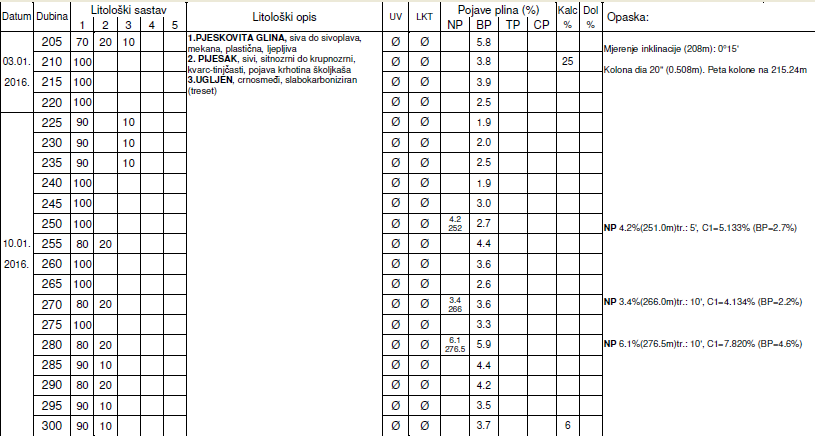 Datum Dubina Litološki sastav Litološki opis UV LKT Pojave plina (%) Kalc Dol Opaska:
1 2 3 4 5 NP BP TP CP % %
205 70 20 10 1.PJESKOVITA GLINA, siva do sivoplava, Ø Ø 5.8
mekana, plastična, ljepljiva
Mjerenje inklinacije (208m): 0°15'
03.01. 210 100 2. PIJESAK, sivi, sitnozrni do krupnozrni, Ø Ø 3.8 25
kvarc-tinjčasti, pojava krhotina školjkaša
Kolona dia 20" (0.508m). Peta kolone na 215.24m
2016. 215 100 3.UGLJEN, crnosmeđi, slabokarboniziran Ø Ø 3.9
(treset)
220 100 Ø Ø 2.5
225 90 10 Ø Ø 1.9
230 90 10 Ø Ø 2.0
235 90 10 Ø Ø 2.5
240 100 Ø Ø 1.9
245 100 Ø Ø 3.0
250 100 Ø Ø 4.2 252 2.7 NP 4.2%(251.0m)tr.: 5', C1=5.133% (BP=2.7%)
10.01. 255 80 20 Ø Ø 4.4
2016. 260 100 Ø Ø 3.6
265 100 Ø Ø 2.6
270 80 20 Ø Ø 3.4 266 3.6 NP 3.4%(266.0m)tr.: 10', C1=4.134% (BP=2.2%)
275 100 Ø Ø 3.3
280 80 20 Ø Ø 6.1 276.5 5.9 NP 6.1%(276.5m)tr.: 10', C1=7.820% (BP=4.6%)
285 90 10 Ø Ø 4.4
290 80 20 Ø Ø 4.2
295 90 10 Ø Ø 3.5
300 90 10 Ø Ø 3.7 6